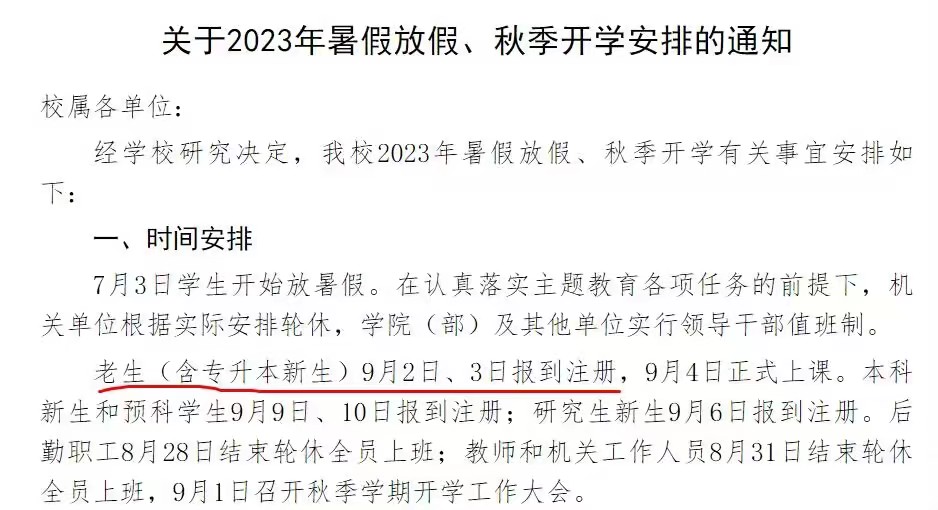 关于2023年暑假放假、秋季开学安排的通知
校属各单位：
经学校研究决定，我校2023年暑假放假、秋季开学有关事宜安排如
下：
一、时间安排
7月3日学生开始放暑假。在认真落实主题教育各项任务的前提下，机
关单位根据实际安排轮休，学院（部）及其他单位实行领导干部值班制。
老生（含专升本新生）9月2日、3日报到注册，9月4日正式上课。本科
新生和预科学生9月9日、10日报到注册；研究生新生9月6日报到注册。后
勤职工8月28日结束轮休全员上班；教师和机关工作人员8月31日结束轮休
全员上班，9月1日召开秋季学期开学工作大会。